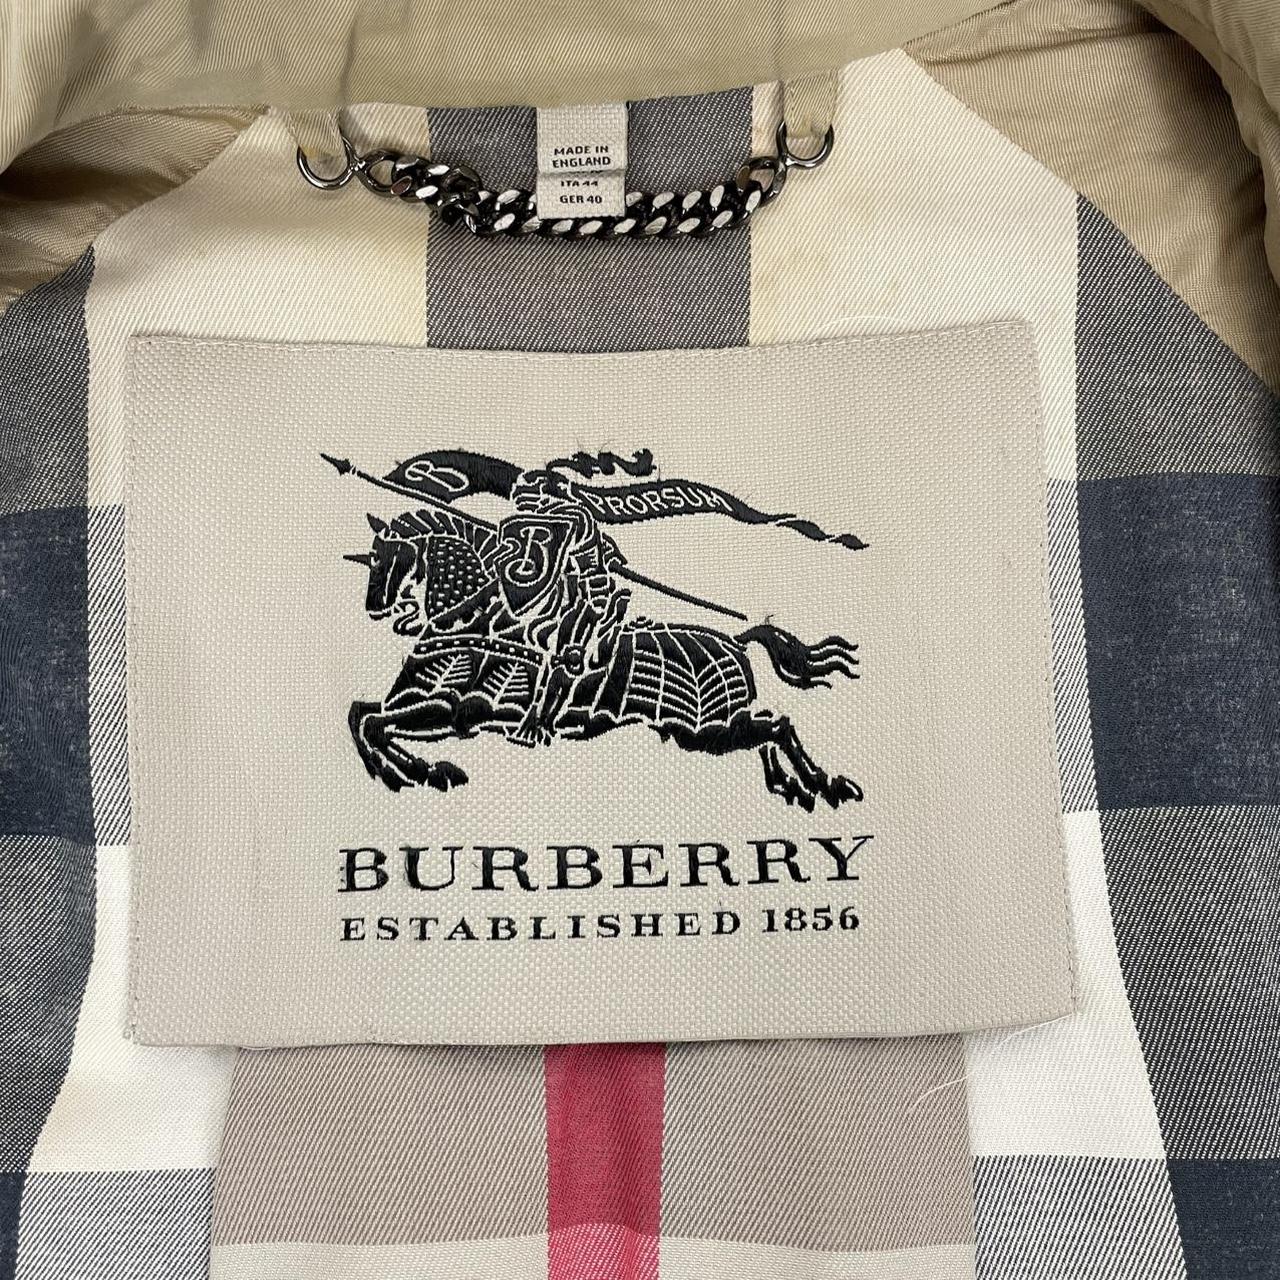 MADE IN
ENGLAND
ITA 44
GER 40
B
PRORSUM
B
BURBERRY
ESTABLISHED 1856